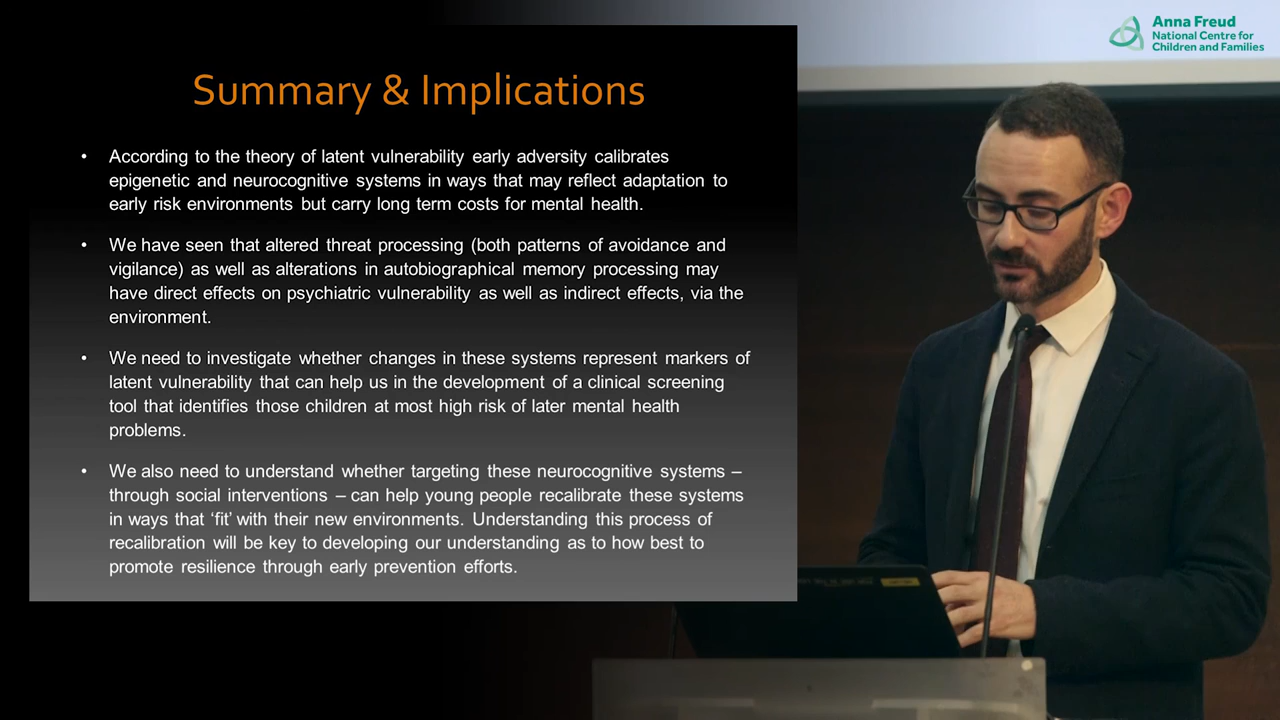 Anna Freud
National Centre for
Children and Families
Summary & Implications
• According to the theory of latent vulnerability early adversity calibrates
epigenetic and neurocognitive systems in ways that may reflect adaptation to
early risk environments but carry long term costs for mental health.
• We have seen that altered threat processing (both patterns of avoidance and
vigilance) as well as alterations in autobiographical memory processing may
have direct effects on psychiatric vulnerability as well as indirect effects, via the
environment.
• We need to investigate whether changes in these systems represent markers of
latent vulnerability that can help us in the development of a clinical screening
tool that identifies those children at most high risk of later mental health
problems.
• We also need to understand whether targeting these neurocognitive systems –
through social interventions – can help young people recalibrate these systems
in ways that ‘fit’ with their new environments. Understanding this process of
recalibration will be key to developing our understanding as to how best to
promote resilience through early prevention efforts.